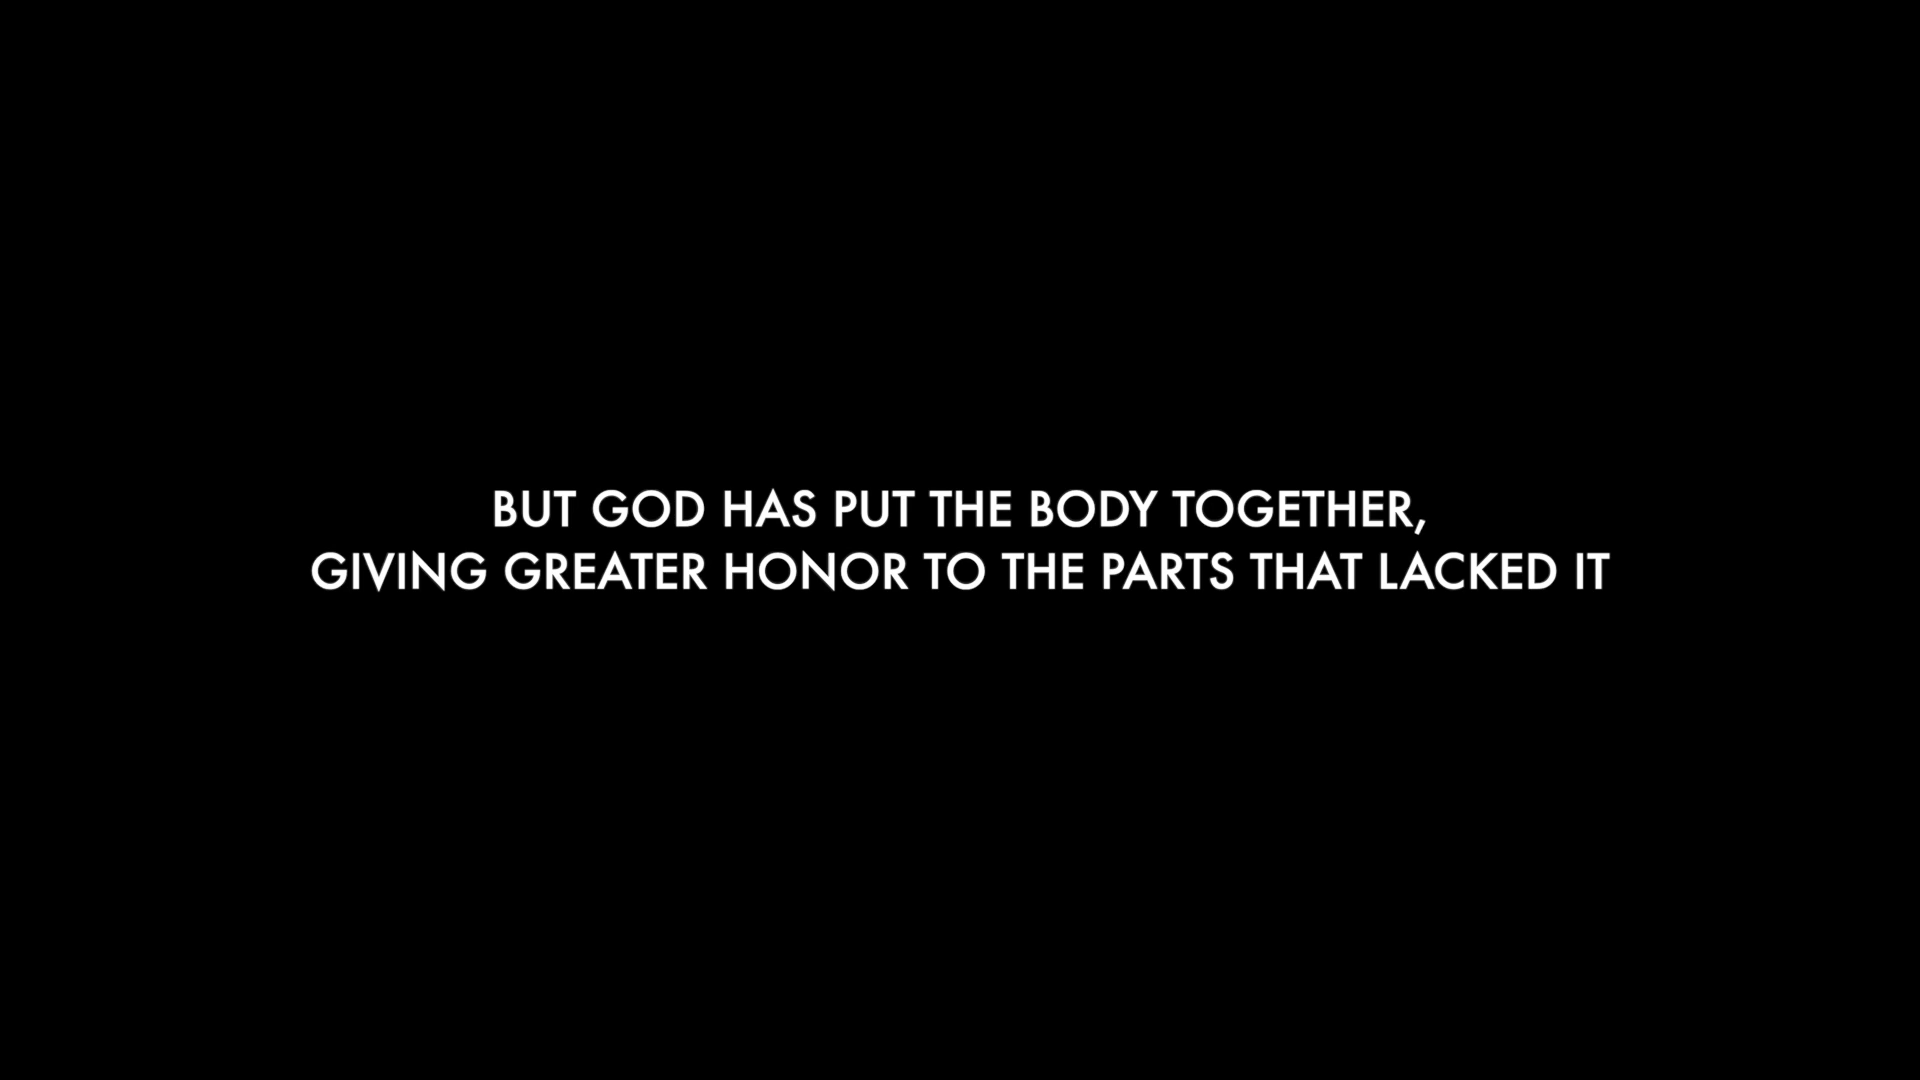 BUT GOD HAS PUT THE BODY TOGETHER,
GIVING GREATER HONOR TO THE PARTS THAT LACKED IT